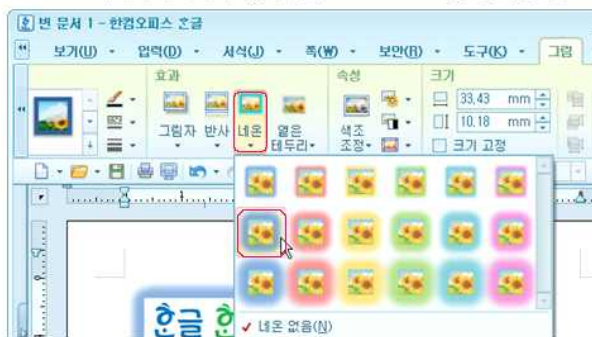 빈 문서 1 - 한컴오피스 한글
보기(U) 입력(D) 서식(J) 쪽(W) 보안(R) 도구(K) 그림
효과 속성 크기
33.43 mm
10.18 mm
그림자 반사 네온 옅은 테두리 색조 조정 크기 고정
한글
네온 없음(N)